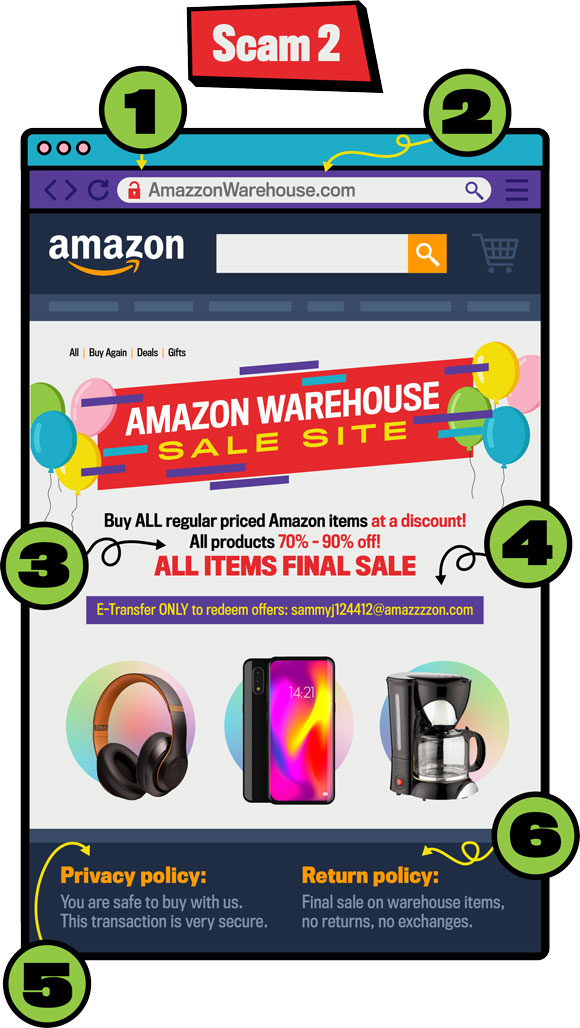 Scam 2
1
2
AmazzonWarehouse.com
amazon
All | Buy Again | Deals | Gifts
AMAZON WAREHOUSE
SALE SITE
Buy ALL regular priced Amazon items at a discount!
All products 70% - 90% off!
ALL ITEMS FINAL SALE
3
4
E-Transfer ONLY to redeem offers: sammyj124412@amazzzzon.com
14:21
6
Privacy policy:
You are safe to buy with us.
This transaction is very secure.
Return policy:
Final sale on warehouse items,
no returns, no exchanges.
5